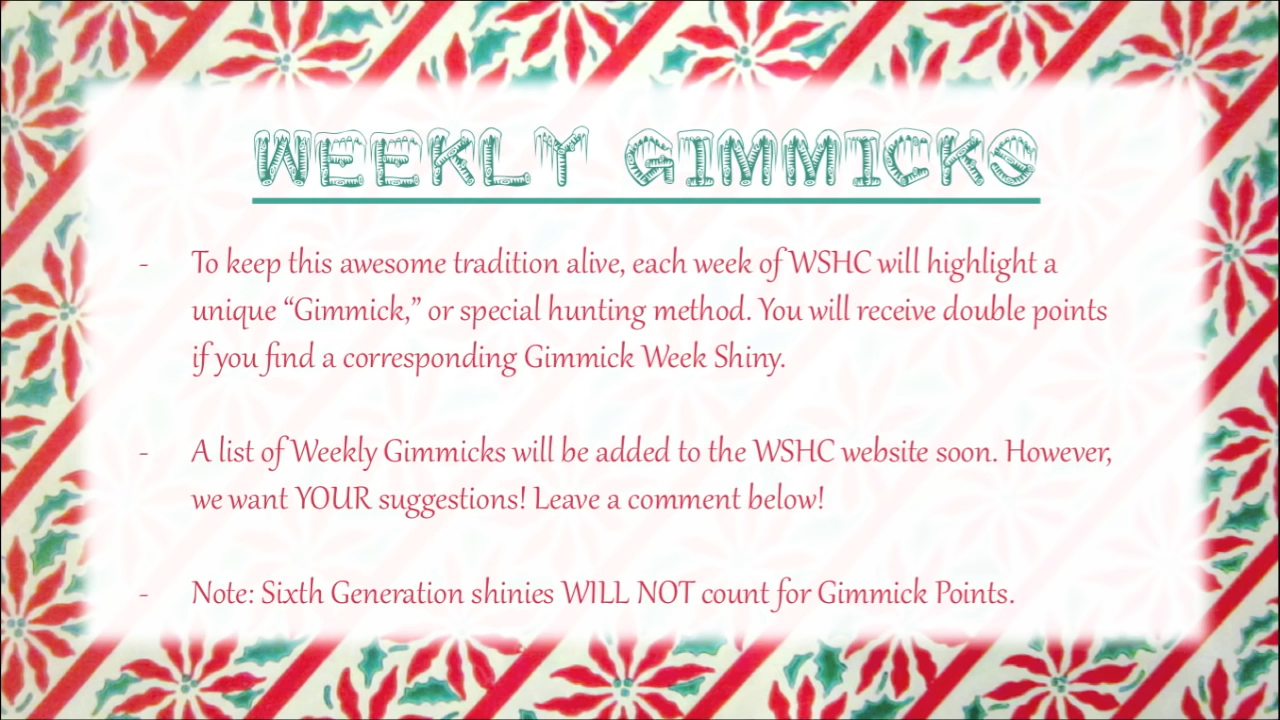 WEEKLY GIMMICKS
- To keep this awesome tradition alive, each week of WSHC will highlight a
unique “Gimmick,” or special hunting method. You will receive double points
if you find a corresponding Gimmick Week Shiny.
- A list of Weekly Gimmicks will be added to the WSHC website soon. However,
we want YOUR suggestions! Leave a comment below!
- Note: Sixth Generation shinies WILL NOT count for Gimmick Points.